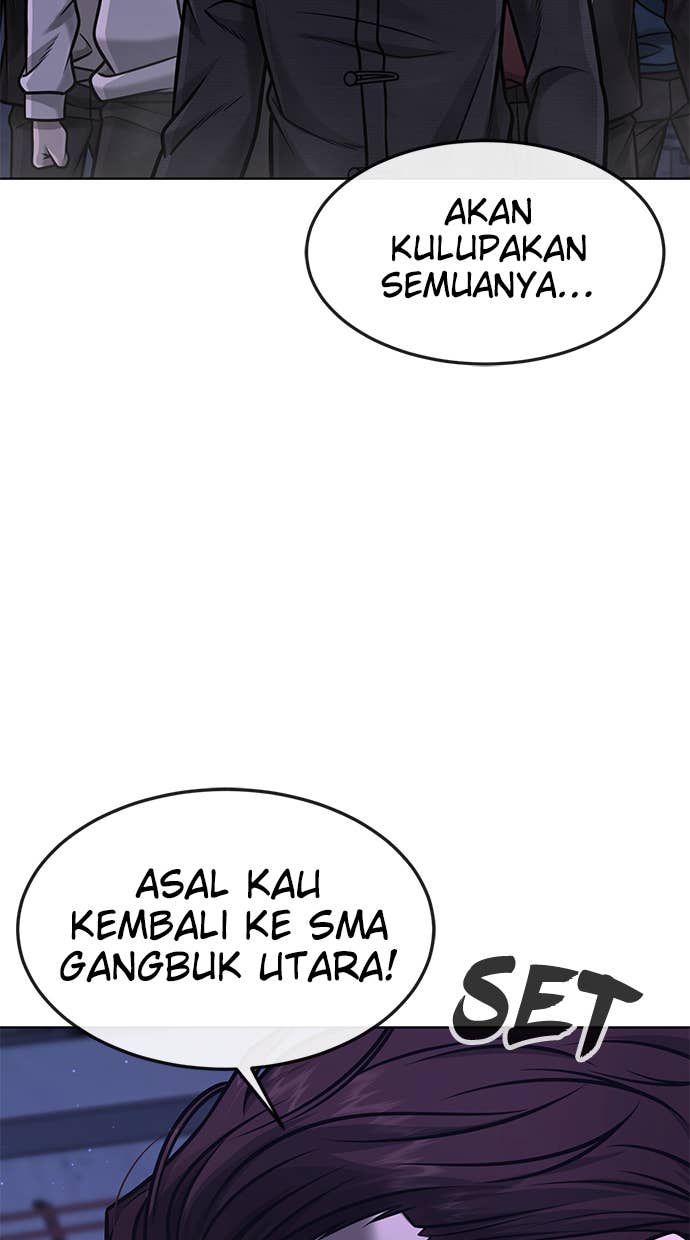 AKAN
KULUPAKAN
SEMUANYA...
ASAL KAU
KEMBALI KE SMA
GANGBUK UTARA!
SET